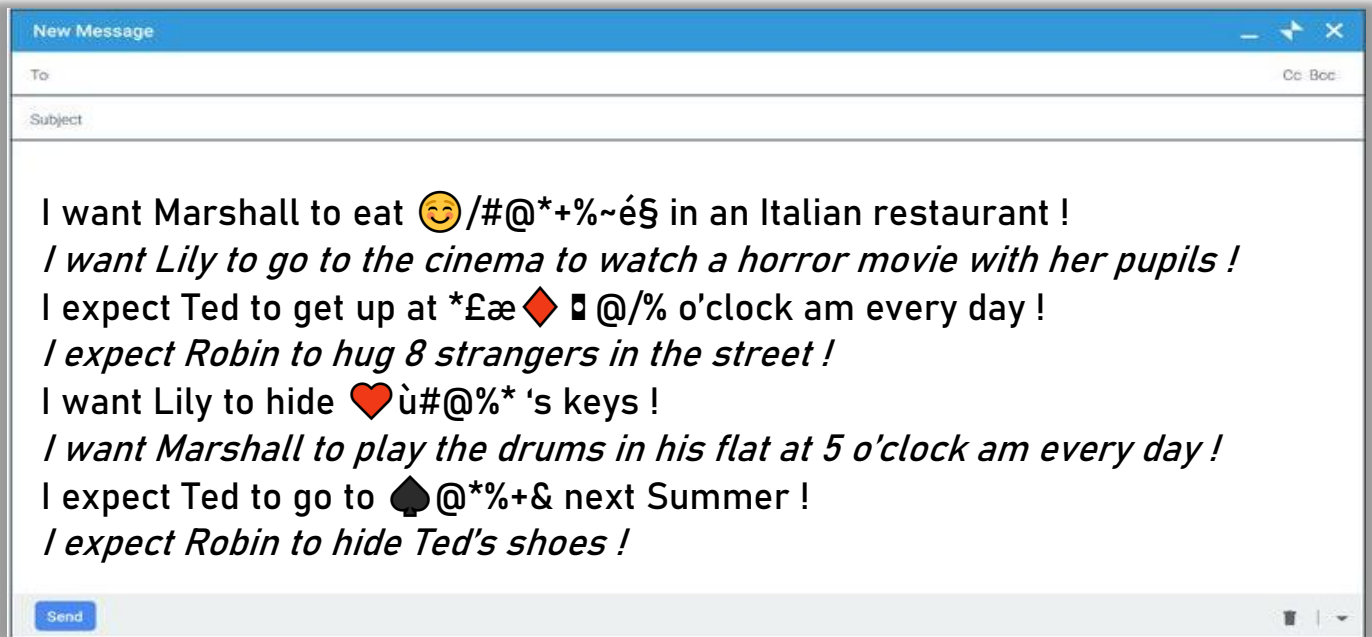 New Message
To Cc Bcc
Subject
I want Marshall to eat 😊/#@*+%~é§ in an Italian restaurant !
I want Lily to go to the cinema to watch a horror movie with her pupils !
I expect Ted to get up at *£æ♦◘@/% o’clock am every day !
I expect Robin to hug 8 strangers in the street !
I want Lily to hide ♥ù#@%* ‘s keys !
I want Marshall to play the drums in his flat at 5 o’clock am every day !
I expect Ted to go to ♠@*%+& next Summer !
I expect Robin to hide Ted’s shoes !
Send